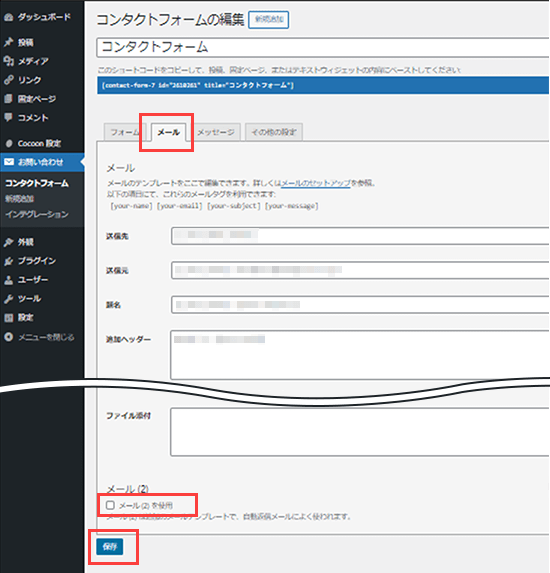 ダッシュボード
投稿
メディア
リンク
固定ページ
コメント
Cocoon 設定
お問い合わせ
コンタクトフォーム
新規追加
インテグレーション
外観
プラグイン
ユーザー
ツール
設定
メニューを閉じる
コンタクトフォームの編集 新規追加
コンタクトフォーム
このショートコードをコピーして、投稿、固定ページ、またはテキストウィジェットの内容にペーストしてください:
[contact-form-7 id="2610261" title="コンタクトフォーム"]
フォーム メール メッセージ その他の設定
メール
メールのテンプレートをここで編集できます。詳しくはメールのセットアップを参照。
以下の項目にて、これらのメールタグを利用できます:
[your-name] [your-email] [your-subject] [your-message]
送信先
送信元
題名
追加ヘッダー
ファイル添付
メール (2)
メール (2) を使用
メールテンプレートで、自動返信メールによく使われます。
保存